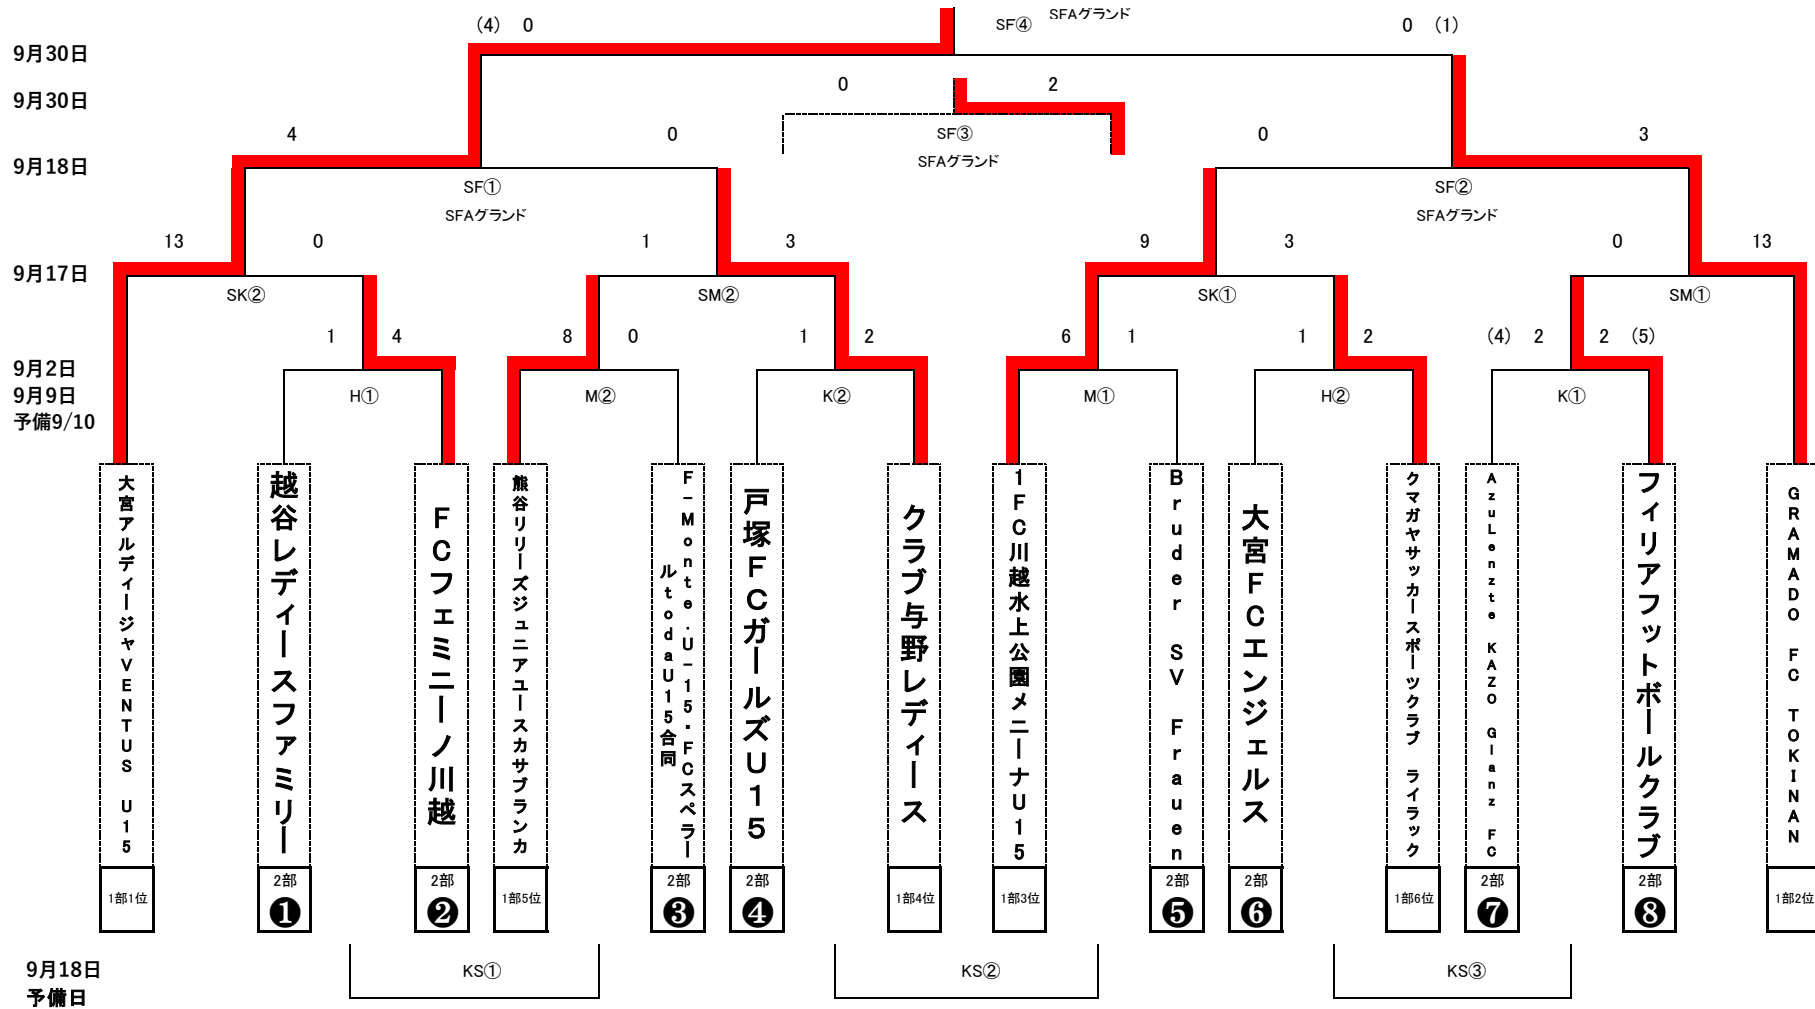 SFAグランド
(4) 0 SF④ 0 (1)
9月30日
9月30日 0 2
4 0 SF③ 0 3
SFAグランド
9月18日
SF① SF②
SFAグランド SFAグランド
13 0 1 3 9 3 0 13
9月17日
SK② SM② SK① SM①
1 4 8 0 1 2 6 1 1 2 (4) 2 2 (5)
9月2日
9月9日 H① M② K② M① H② K①
予備9/10
大宮アルディージャVENTUS U15
越谷レディースファミリー
FCフェミニーノ川越
熊谷リリーズジュニアユースカサブランカ
F-Monte.U-15・FCスペラー
ルtodaU15合同
戸塚FCガールズU15
クラブ与野レディース
1FC川越水上公園メニーナU15
Bruder SV Frauen
大宮FCエンジェルス
クマガヤサッカースポーツクラブ ライラック
AzuLenzte KAZO Glanz FC
フィリアフットボールクラブ
GRAMADO FC TOKINAN
1部1位 2部 2部 1部5位 2部 2部 1部4位 1部3位 2部 2部 1部6位 2部 2部 1部2位
❶ ❷ ❸ ❹ ❺ ❻ ❼ ❽
9月18日 KS① KS② KS③
予備日